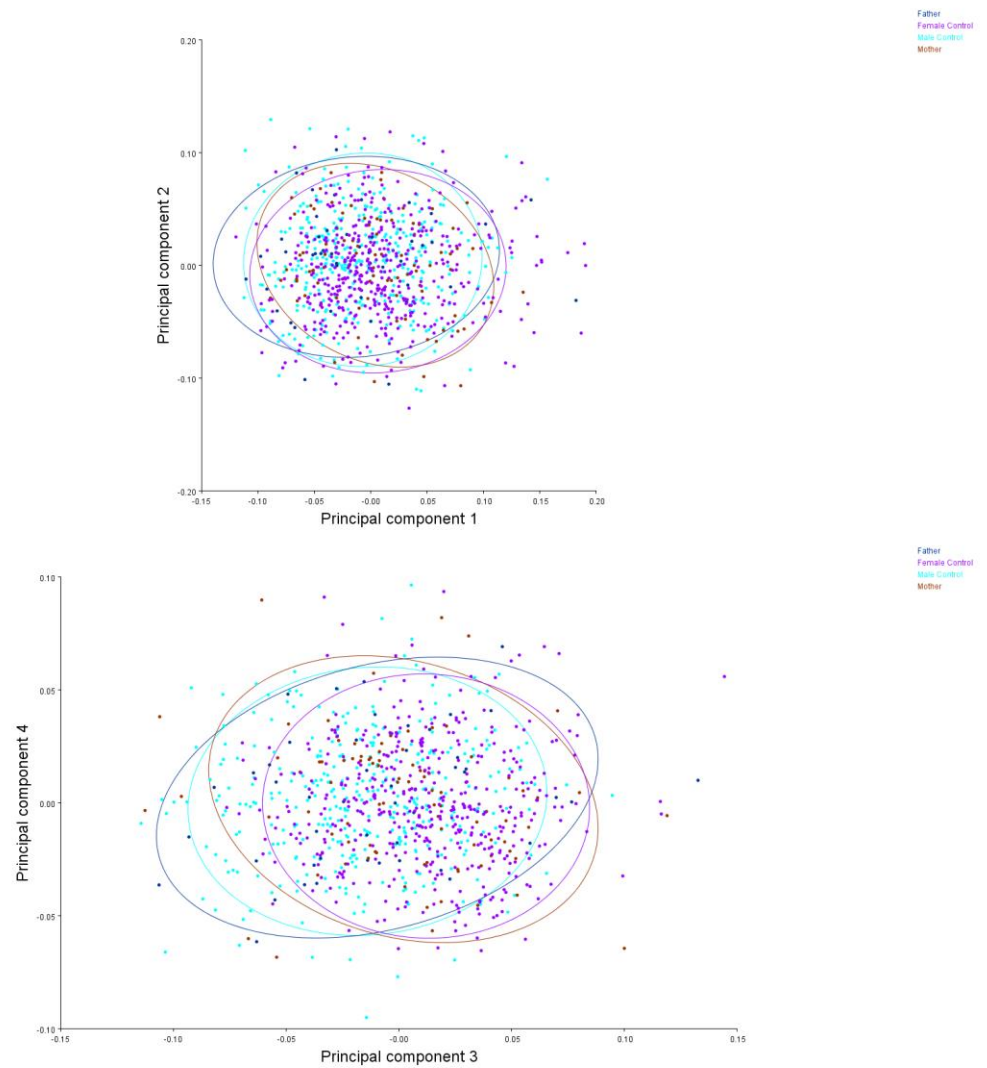 Father
Female Control
Male Control
Mother
0.20
0.10
0.00
-0.10
-0.20
Principal component 2
-0.15
-0.10
-0.05
-0.00
0.05
0.10
0.15
0.20
Principal component 1
Father
Female Control
Male Control
Mother
0.10
0.05
0.00
-0.05
-0.10
Principal component 4
-0.15
-0.10
-0.05
-0.00
0.05
0.10
0.15
Principal component 3